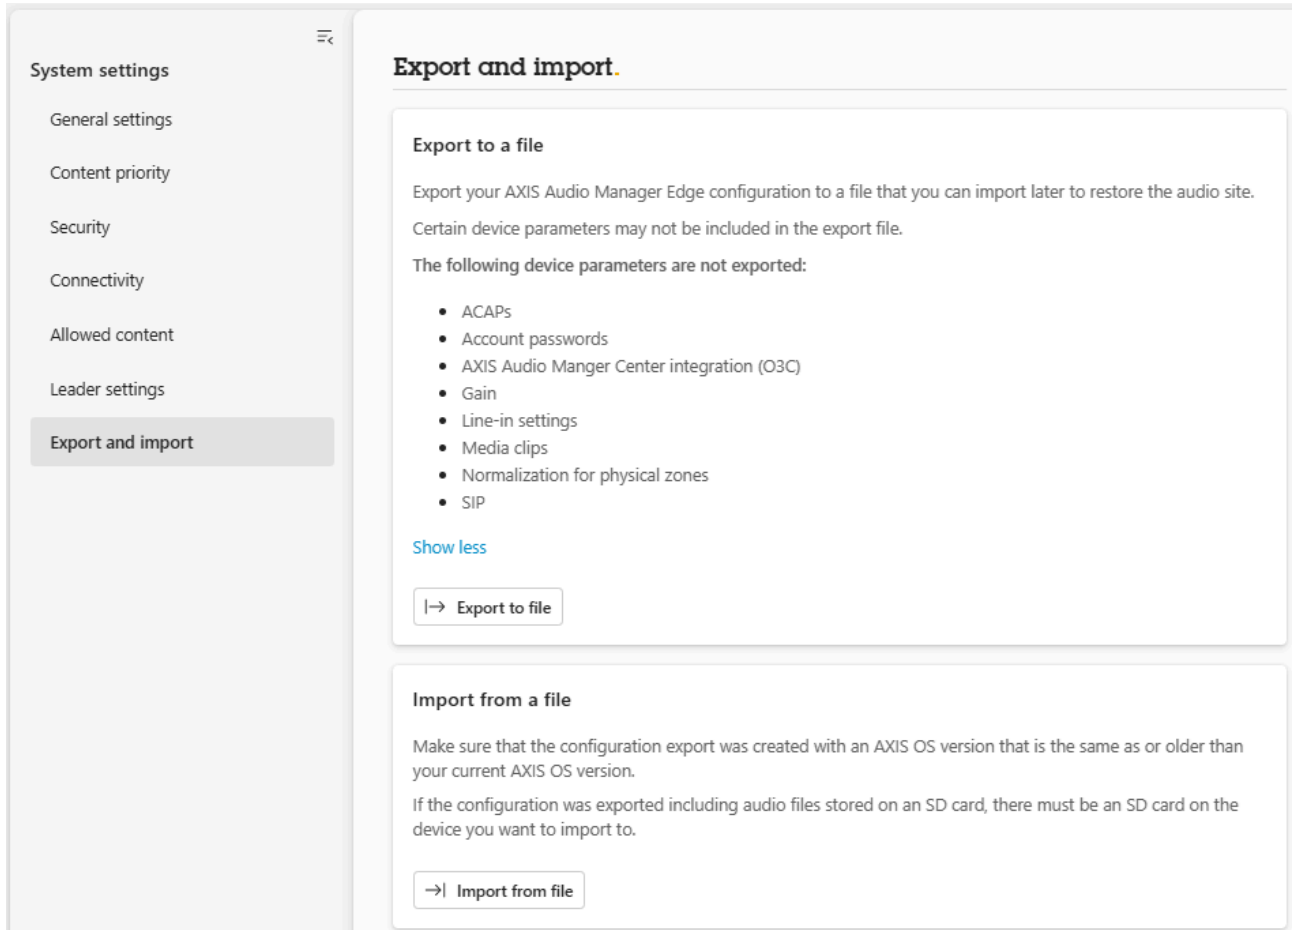 System settings
General settings
Content priority
Security
Connectivity
Allowed content
Leader settings
Export and import
Export and import.
Export to a file
Export your AXIS Audio Manager Edge configuration to a file that you can import later to restore the audio site.
Certain device parameters may not be included in the export file.
The following device parameters are not exported:
• ACAPs
• Account passwords
• AXIS Audio Manger Center integration (O3C)
• Gain
• Line-in settings
• Media clips
• Normalization for physical zones
• SIP
Show less
Export to file
Import from a file
Make sure that the configuration export was created with an AXIS OS version that is the same as or older than
your current AXIS OS version.
If the configuration was exported including audio files stored on an SD card, there must be an SD card on the
device you want to import to.
Import from file